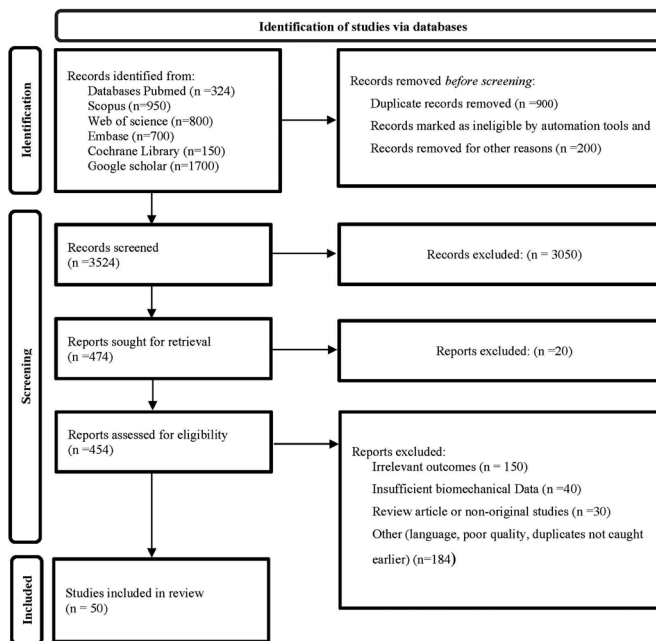 Identification of studies via databases
Identification
Records identified from:
Databases Pubmed (n =324)
Scopus (n=950)
Web of science (n=800)
Embase (n=700)
Cochrane Library (n=150)
Google scholar (n=1700)
Records removed before screening:
Duplicate records removed (n =900)
Records marked as ineligible by automation tools and
Records removed for other reasons (n =200)
Screening
Records screened
(n =3524)
Records excluded: (n = 3050)
Reports sought for retrieval
(n =474)
Reports excluded: (n =20)
Reports assessed for eligibility
(n =454)
Reports excluded:
Irrelevant outcomes (n = 150)
Insufficient biomechanical Data (n =40)
Review article or non-original studies (n =30)
Other (language, poor quality, duplicates not caught
earlier) (n=184)
Included
Studies included in review
(n = 50)